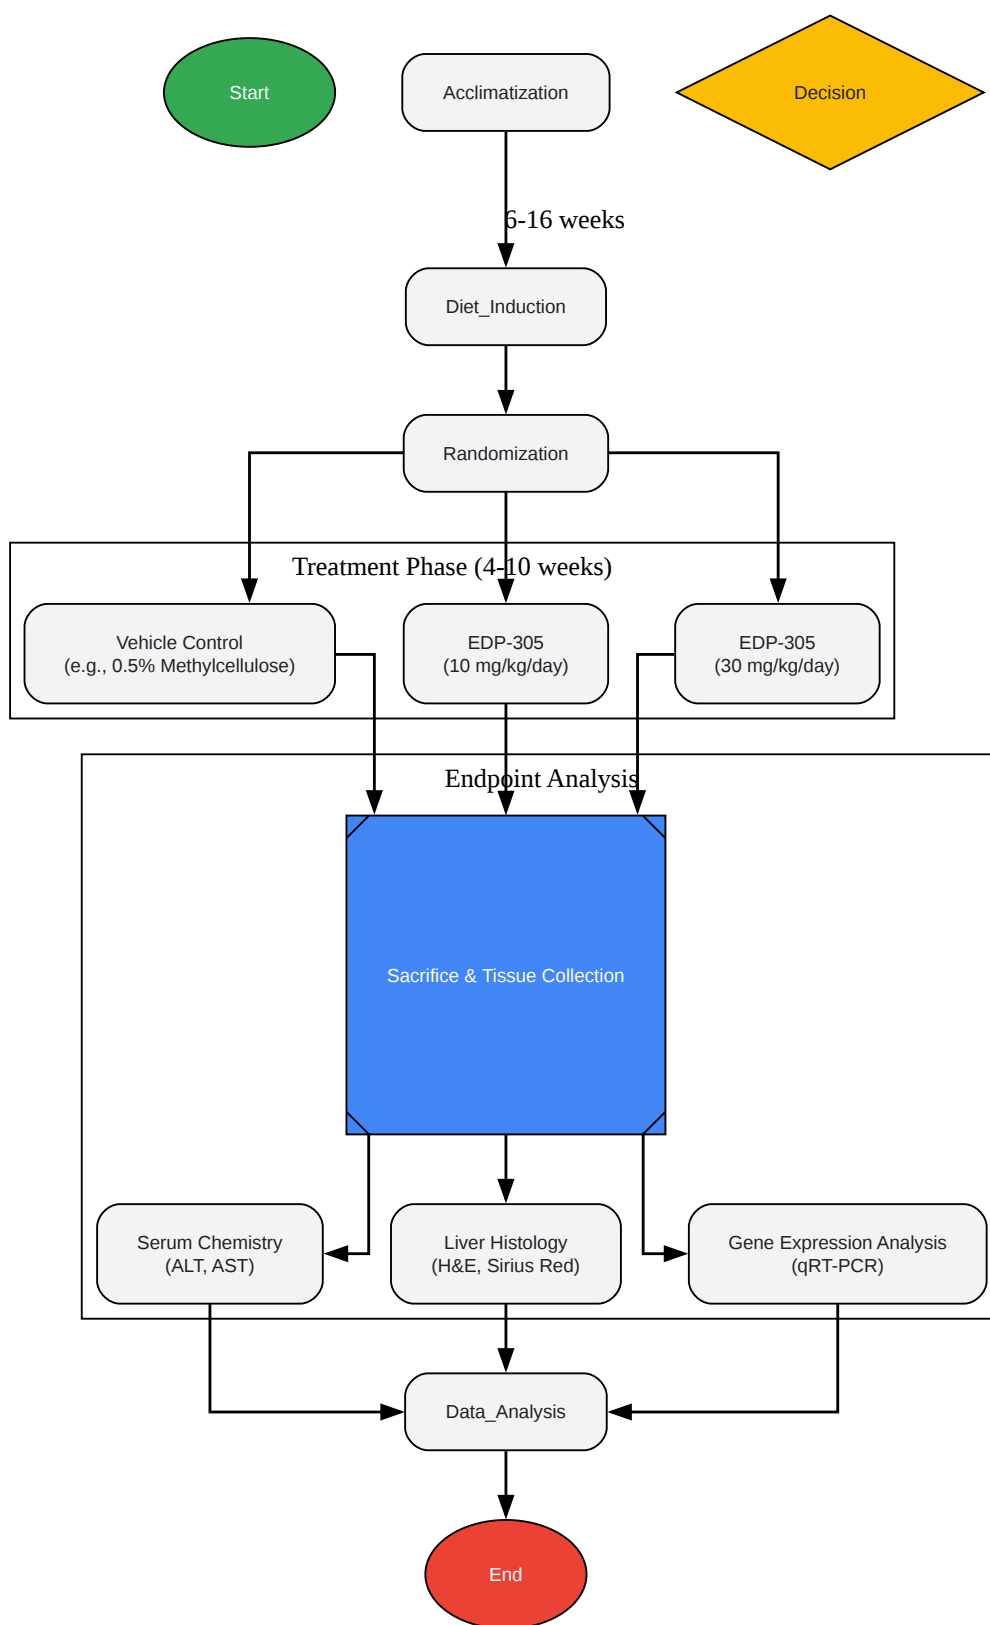 Start
Acclimatization
Decision
6-16 weeks
Diet_Induction
Randomization
Treatment Phase (4-10 weeks)
Vehicle Control
(e.g., 0.5% Methylcellulose)
EDP-305
(10 mg/kg/day)
EDP-305
(30 mg/kg/day)
Endpoint Analysis
Sacrifice & Tissue Collection
Serum Chemistry
(ALT, AST)
Liver Histology
(H&E, Sirius Red)
Gene Expression Analysis
(qRT-PCR)
Data_Analysis
End